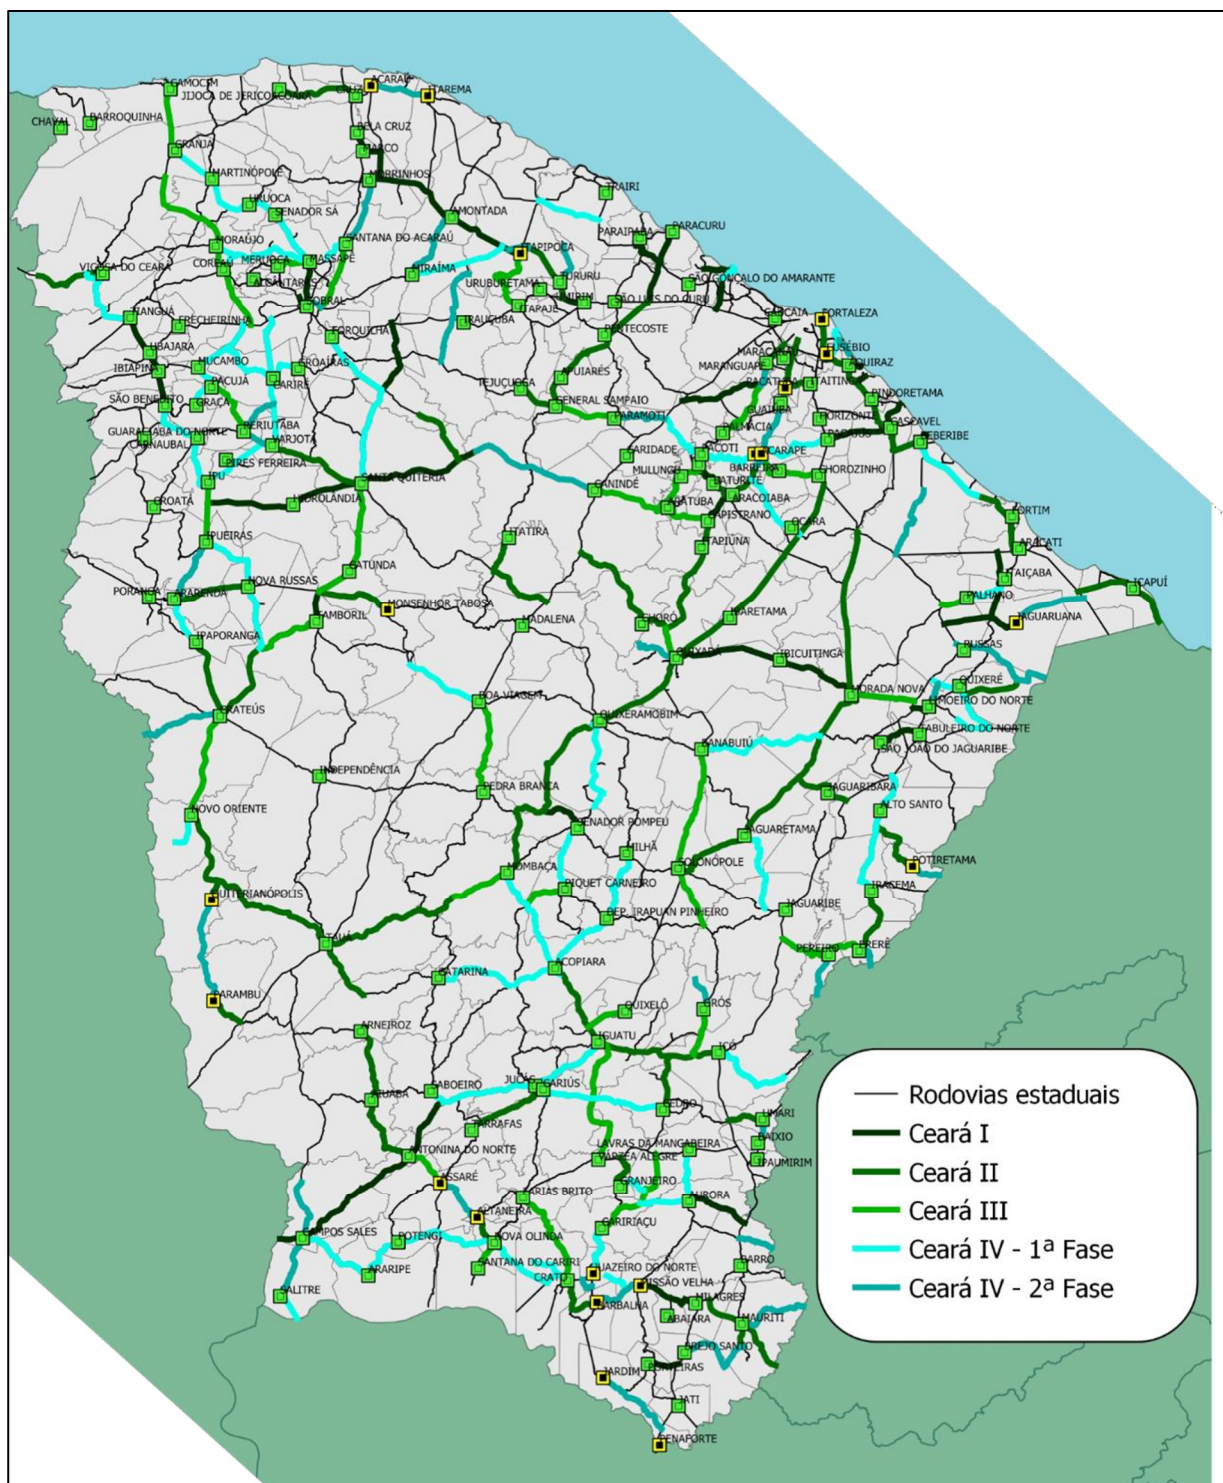 CAMOCIM
JIJOCA DE JERICOACOARA
CRUZ
ACARAÚ
ITAREMA
CHAVAL
BARROQUINHA
BELA CRUZ
MARCO
GRANJA
MARTINÓPOLE
MORRINHOS
TRAIRI
URUOCA
SENADOR SÁ
AMONTADA
PARAIPABA
PARACURU
MORAÚJO
SANTANA DO ACARAÚ
ITAPIPOCA
VIÇOSA DO CEARÁ
COREAÚ
MERUOCA
MASSAPÊ
MIRAÍMA
ALCÂNTARAS
URUBURETAMA
TURURU
SÃO GONÇALO DO AMARANTE
UMIRIM
SÃO LUÍS DO CURU
SOBRAL
ITAPAJÉ
TIANGUÁ
FRECHEIRINHA
FORQUILHA
IRAUÇUBA
PENTECOSTE
CAUCAIA
FORTALEZA
UBAJARA
IBIAPINA
MUCAMBO
GROAÍRAS
MARACANAÚ
MARANGUAPE
EUSÉBIO
AQUIRAZ
PACUJÁ
CARIRÉ
TEJUÇUOCA
APUIARÉS
PACATUBA
ITAITINGA
SÃO BENEDITO
GRAÇA
GENERAL SAMPAIO
GUAIÚBA
PINDORETAMA
PARAMOTI
HORIZONTE
CASCAVEL
GUARACIABA DO NORTE
CARNAUBAL
RERIUTABA
VARJOTA
PALMÁCIA
PACAJUS
BEBERIBE
PIRES FERREIRA
CARIDADE
PACOTI
ACARAPE
IPU
SANTA QUITÉRIA
MULUNGU
BARREIRA
CHOROZINHO
BATURITÉ
CROATÁ
HIDROLÂNDIA
CANINDÉ
ARATUBA
ARACOIABA
CAPISTRANO
OCARA
FORTIM
IPUEIRAS
ITATIRA
ITAPIÚNA
ARACATI
CATUNDA
ITAIÇABA
ICAPUÍ
PORANGA
ARARENDÁ
NOVA RUSSAS
MONSENHOR TABOSA
PALHANO
TAMBORIL
MADALENA
CHORÓ
IBARETAMA
JAGUARUANA
IPAPORANGA
QUIXADÁ
IBICUITINGA
RUSSAS
BOA VIAGEM
MORADA NOVA
QUIXERÉ
LIMOEIRO DO NORTE
CRATEÚS
QUIXERAMOBIM
BANABUIÚ
TABULEIRO DO NORTE
SÃO JOÃO DO JAGUARIBE
INDEPENDÊNCIA
PEDRA BRANCA
JAGUARIBARA
NOVO ORIENTE
ALTO SANTO
SENADOR POMPEU
JAGUARETAMA
MILHÃ
MOMBAÇA
SOLONÓPOLE
POTIRETAMA
QUITERIANÓPOLIS
PIQUET CARNEIRO
IRACEMA
DEP. IRAPUAN PINHEIRO
JAGUARIBE
TAUÁ
PEREIRO
ERERÊ
CATARINA
ACOPIARA
PARAMBU
QUIXELÔ
ORÓS
ARNEIROZ
IGUATU
ICÓ
AIUABA
SABOEIRO
JUCÁS
CARIÚS
CEDRO
UMARI
TARRAFAS
BAIXIO
LAVRAS DA MANGABEIRA
ANTONINA DO NORTE
VÁRZEA ALEGRE
IPAUMIRIM
ASSARÉ
GRANJEIRO
FARIAS BRITO
AURORA
ALTANEIRA
CARIRIAÇU
CAMPOS SALES
POTENGI
NOVA OLINDA
SANTANA DO CARIRI
CRATO
JUAZEIRO DO NORTE
BARRO
ARARIPE
MISSÃO VELHA
SALITRE
BARBALHA
MILAGRES
ABAIARA
MAURITI
BREJO SANTO
JARDIM
PORTEIRAS
JATI
PENAFORTE
Rodovias estaduais
Ceará I
Ceará II
Ceará III
Ceará IV - 1ª Fase
Ceará IV - 2ª Fase